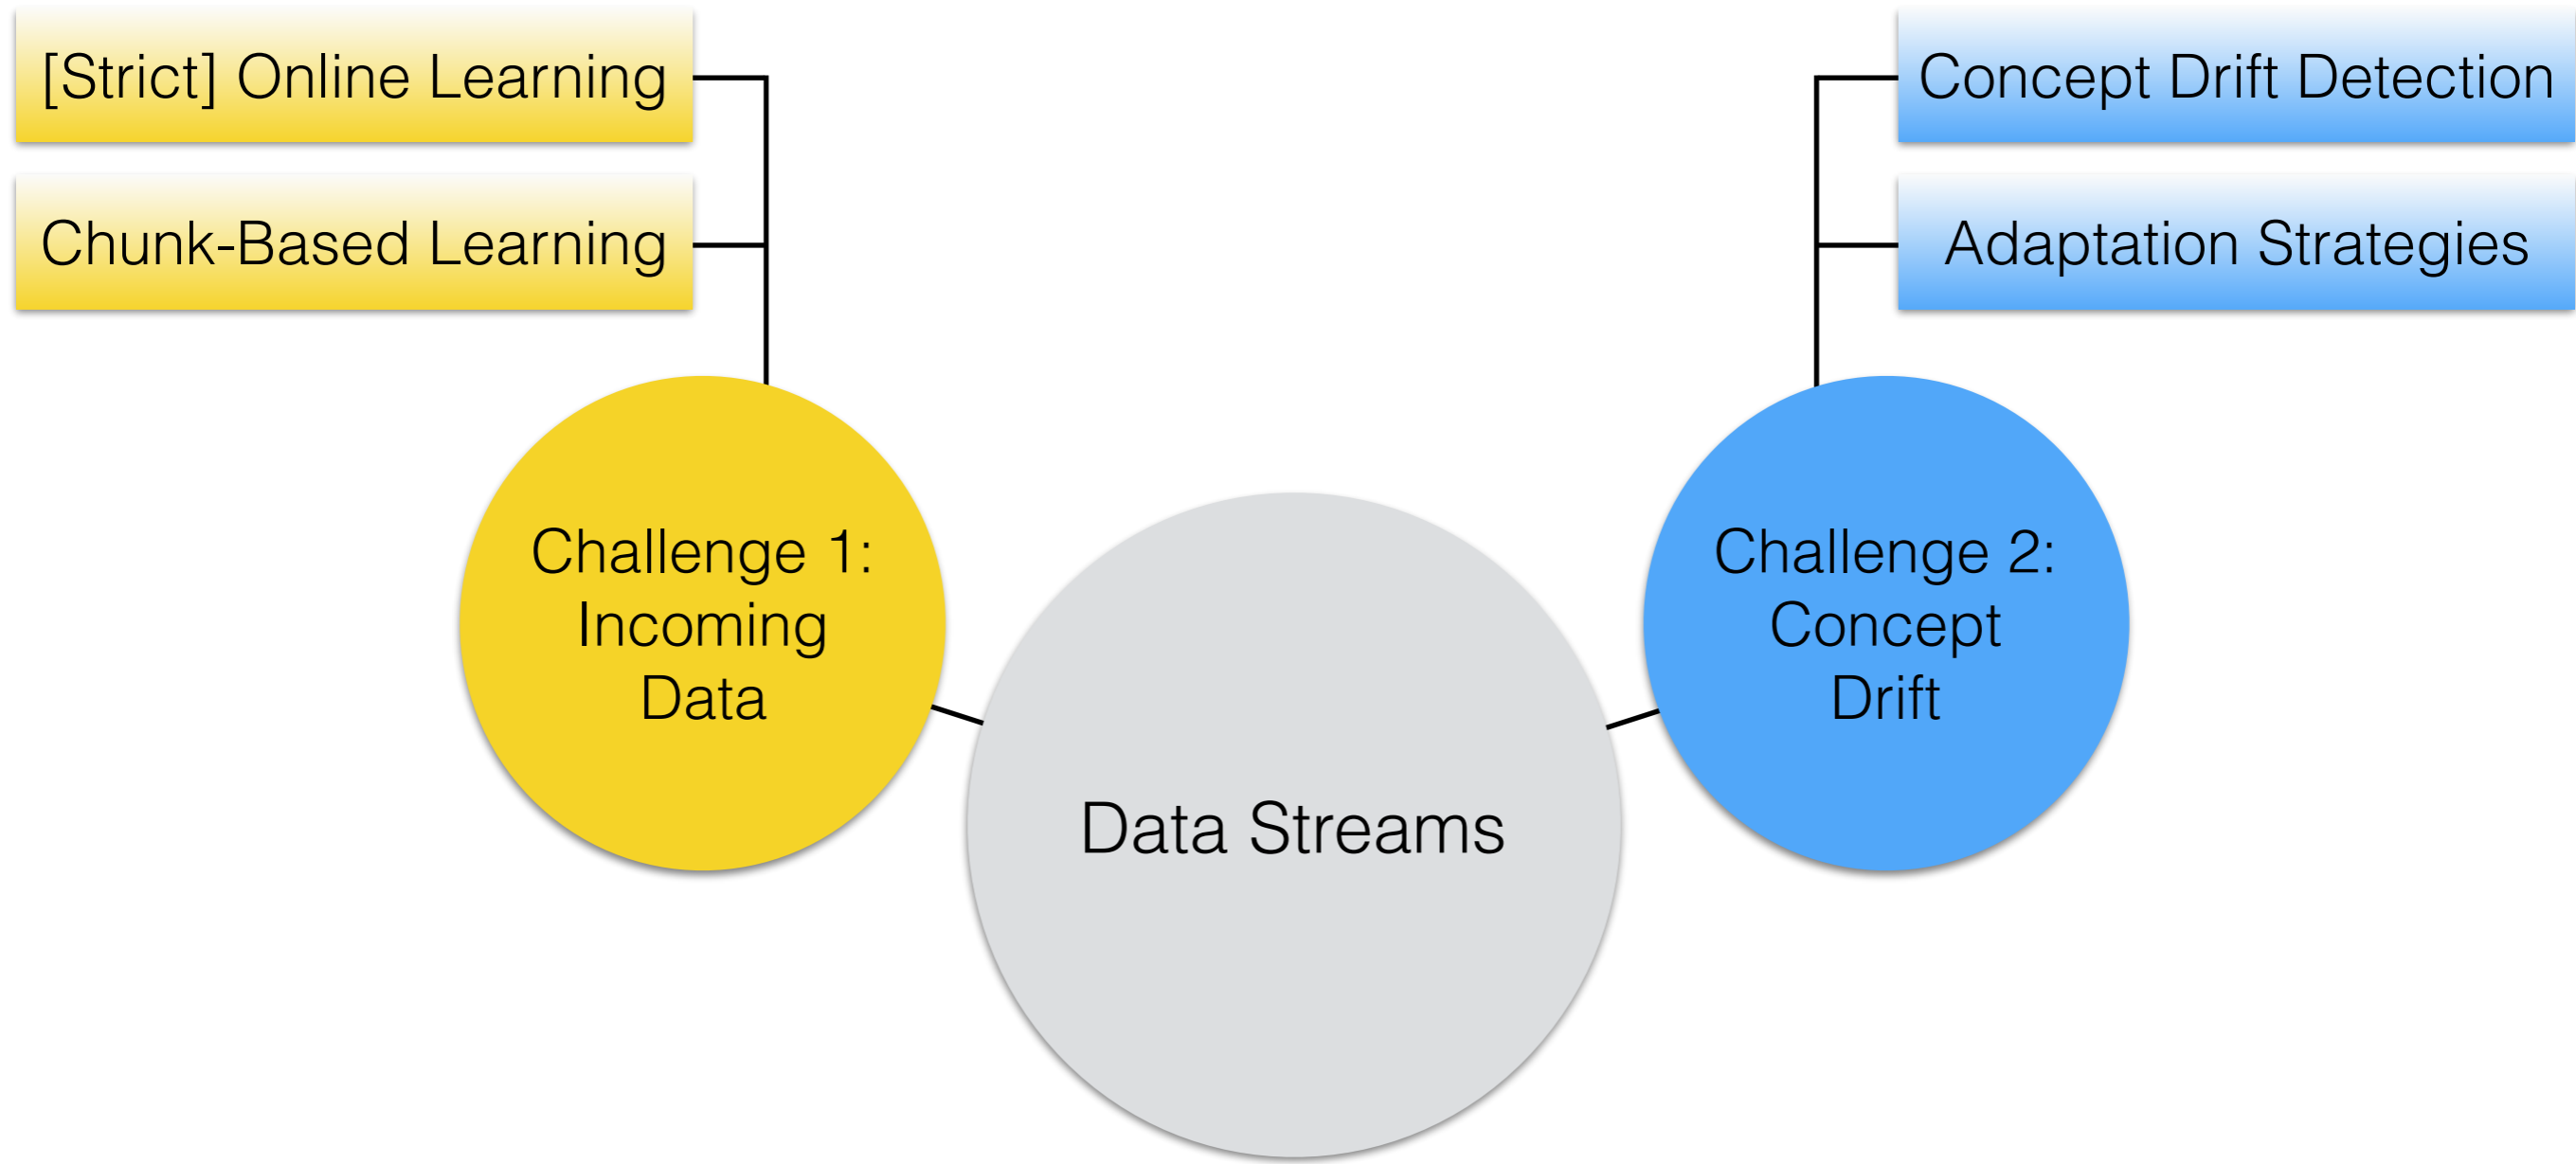 [Strict] Online Learning
Chunk-Based Learning
Concept Drift Detection
Adaptation Strategies
Challenge 1:
Incoming
Data
Challenge 2:
Concept
Drift
Data Streams